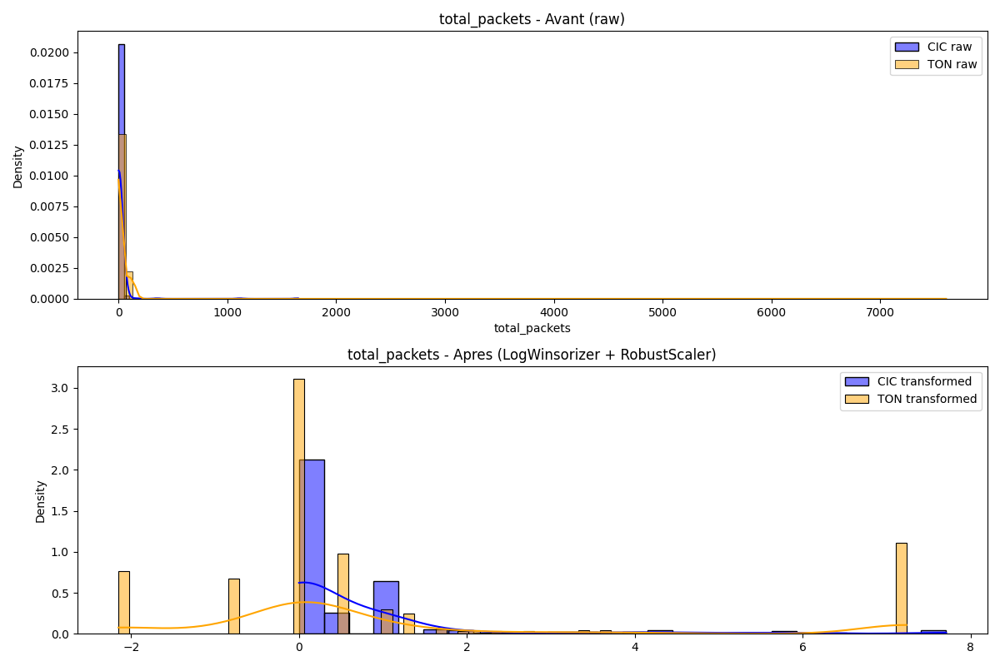 total_packets - Avant (raw)
CIC raw
TON raw
Density
0.0200
0.0175
0.0150
0.0125
0.0100
0.0075
0.0050
0.0025
0.0000
0 1000 2000 3000 4000 5000 6000 7000
total_packets
total_packets - Apres (LogWinsorizer + RobustScaler)
CIC transformed
TON transformed
Density
3.0
2.5
2.0
1.5
1.0
0.5
0.0
−2 0 2 4 6 8